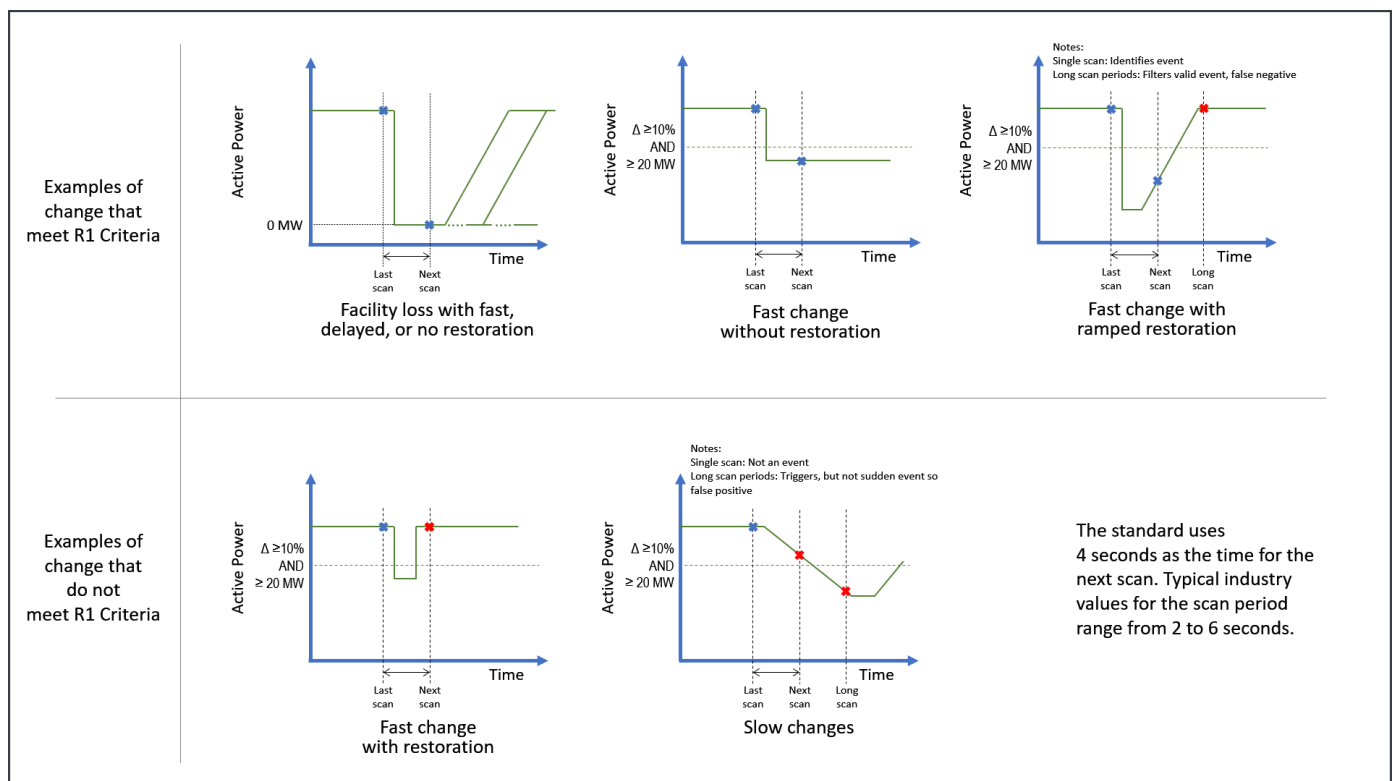 Examples of
change that
meet R1 Criteria
Active Power
0 MW
Time
Last
scan
Next
scan
Facility loss with fast,
delayed, or no restoration
Active Power
Δ ≥10%
AND
≥ 20 MW
Time
Last
scan
Next
scan
Fast change
without restoration
Notes:
Single scan: Identifies event
Long scan periods: Filters valid event, false negative
Active Power
Δ ≥10%
AND
≥ 20 MW
Time
Last
scan
Next
scan
Long
scan
Fast change with
ramped restoration
Examples of
change that
do not
meet R1 Criteria
Active Power
Δ ≥10%
AND
≥ 20 MW
Time
Last
scan
Next
scan
Fast change
with restoration
Notes:
Single scan: Not an event
Long scan periods: Triggers, but not sudden event so
false positive
Active Power
Δ ≥10%
AND
≥ 20 MW
Time
Last
scan
Next
scan
Long
scan
Slow changes
The standard uses
4 seconds as the time for the
next scan. Typical industry
values for the scan period
range from 2 to 6 seconds.